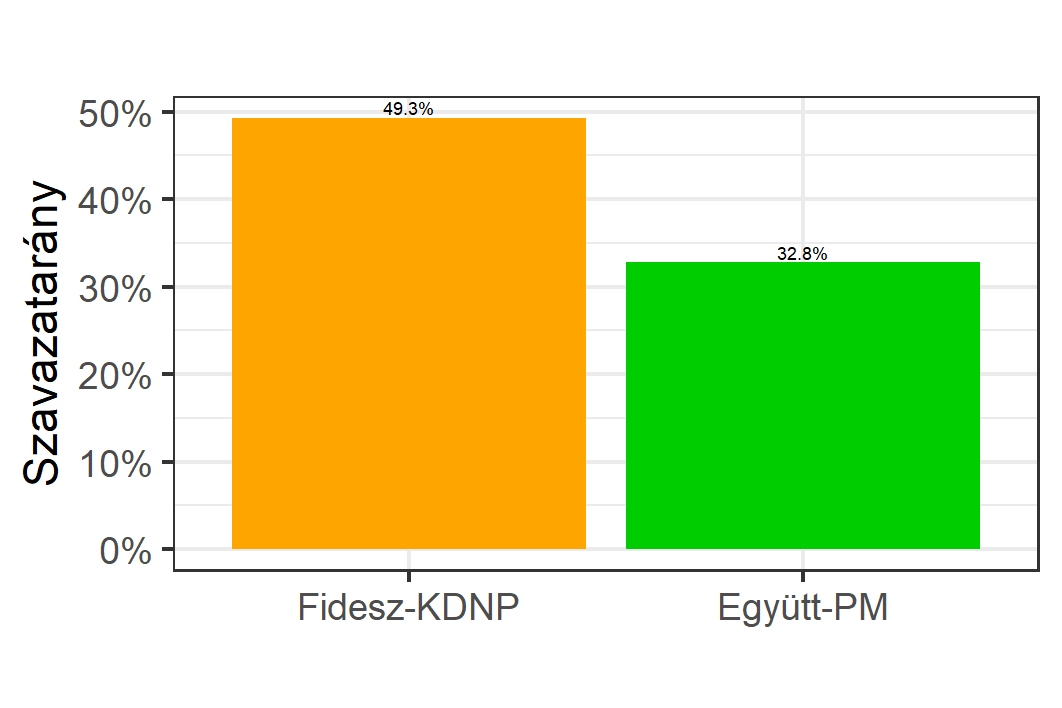 Szavazatarány
50%
40%
30%
20%
10%
0%
49.3%
32.8%
Fidesz-KDNP
Együtt-PM